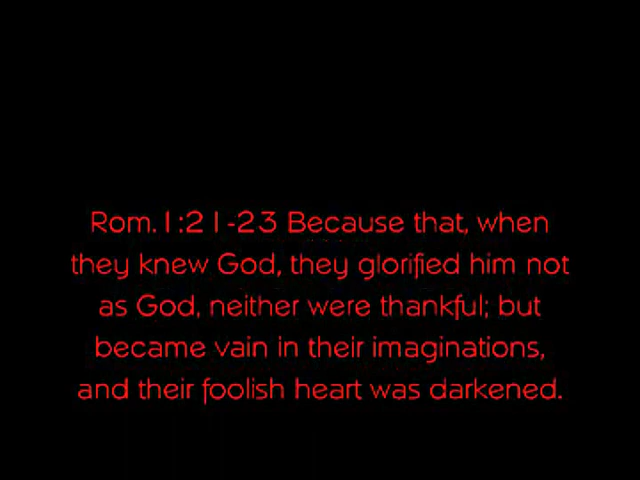 Rom.1:21-23 Because that, when
they knew God, they glorified him not
as God, neither were thankful; but
became vain in their imaginations,
and their foolish heart was darkened.